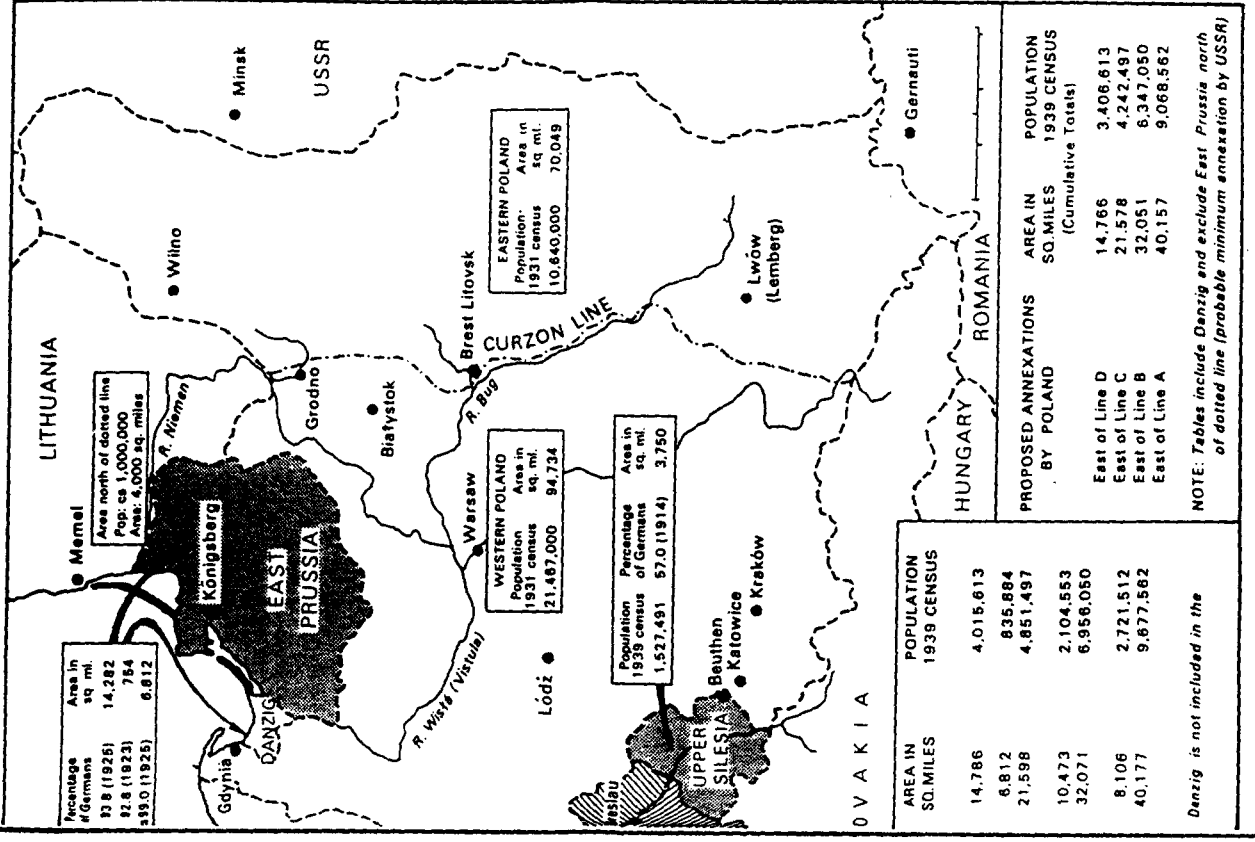 Percentage Area in
of Germans sq. mi.
93.8 (1925) 14,282
92.8 (1923) 754
99.0 (1925) 6,812
Memel
LITHUANIA
Area north of dotted line
Pop: ca 1,000,000
Area: 4,000 sq. miles
R. Niemen
Wilno
Minsk
USSR
Gdynia
DANZIG
Königsberg
EAST
PRUSSIA
Grodno
Białystok
R. Wisła (Vistula)
Warsaw
Brest Litovsk
R. Bug
CURZON LINE
WESTERN POLAND
Population Area in
1931 census sq. mi.
21,467,000 94,734
EASTERN POLAND
Population: Area in
1931 census sq mi.
10,640,000 70,049
Łódź
Population Percentage Area in
1939 census of Germans sq. mi.
1,527,491 57.0 (1914) 3,750
eslau
UPPER
SILESIA
Beuthen
Katowice
Kraków
Lwów
(Lemberg)
Gernauti
OVAKIA
HUNGARY
ROMANIA
AREA IN POPULATION
SQ.MILES 1939 CENSUS
14,786 4,015,613
6,812 835,884
21,598 4,851,497
10,473 2,104,553
32,071 6,956,050
8,106 2,721,512
40,177 9,677,562
Danzig is not included in the
PROPOSED ANNEXATIONS AREA IN POPULATION
BY POLAND SQ.MILES 1939 CENSUS
(Cumulative Totals)
East of Line D 14,766 3,406,613
East of Line C 21,578 4,242,497
East of Line B 32,051 6,347,050
East of Line A 40,157 9,068,562
NOTE: Tables include Danzig and exclude East Prussia north
of dotted line (probable minimum annexation by USSR)